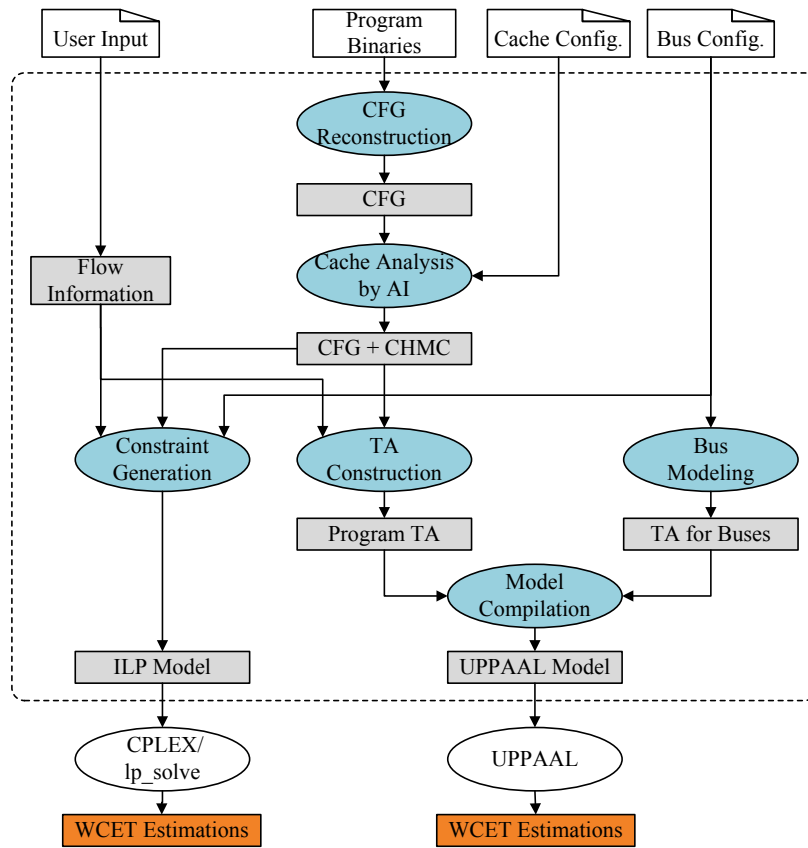 User Input
Program
Binaries
Cache Config.
Bus Config.
CFG
Reconstruction
CFG
Flow
Information
Cache Analysis
by AI
CFG + CHMC
Constraint
Generation
TA
Construction
Bus
Modeling
Program TA
TA for Buses
Model
Compilation
ILP Model
UPPAAL Model
CPLEX/
lp_solve
UPPAAL
WCET Estimations
WCET Estimations